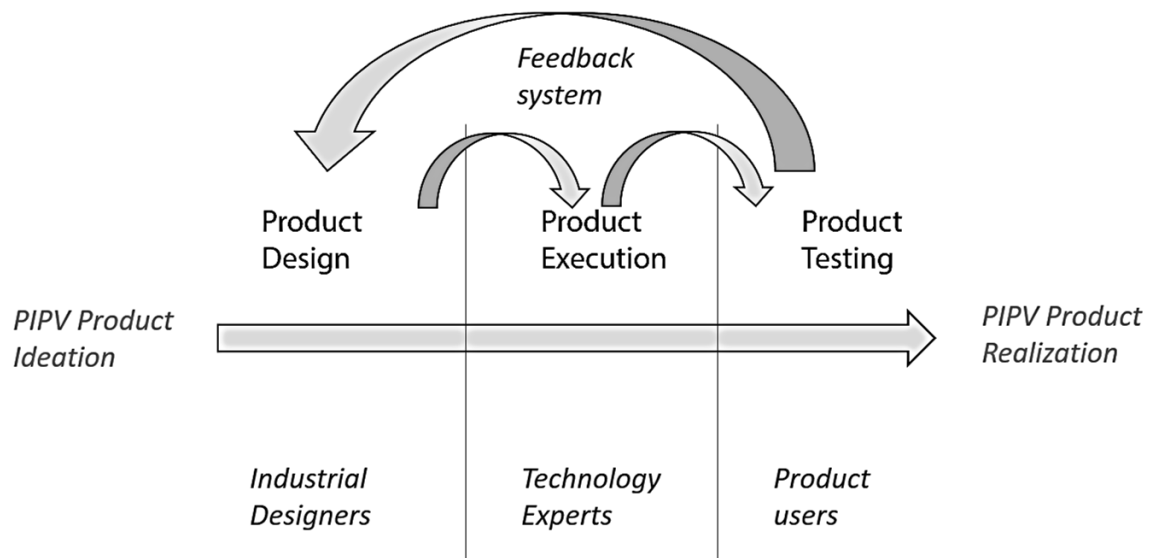 Feedback
system
Product
Design
Product
Execution
Product
Testing
PIPV Product
Ideation
PIPV Product
Realization
Industrial
Designers
Technology
Experts
Product
users